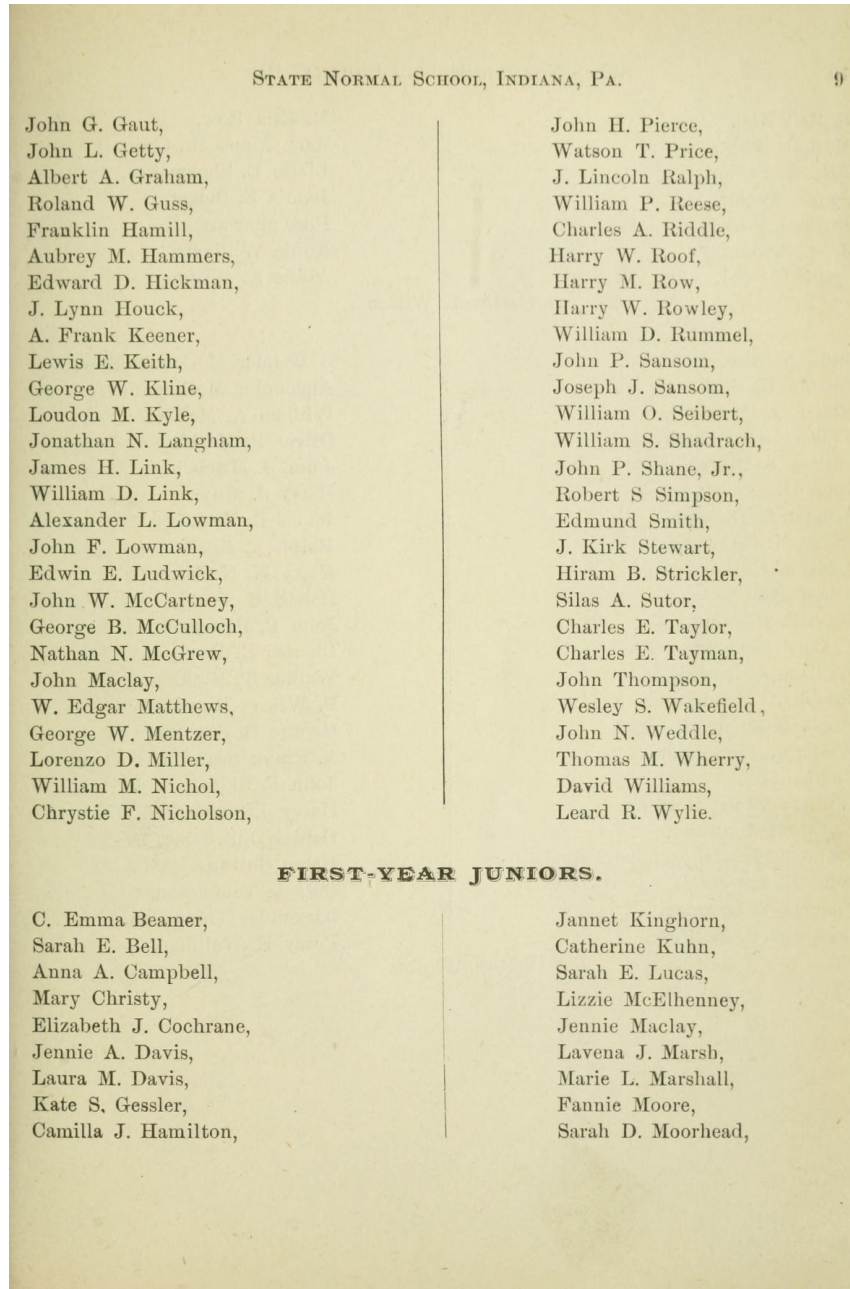 STATE NORMAL SCHOOL, INDIANA, PA. 9
John G. Gaut,
John L. Getty,
Albert A. Graham,
Roland W. Guss,
Franklin Hamill,
Aubrey M. Hammers,
Edward D. Hickman,
J. Lynn Houck,
A. Frank Keener,
Lewis E. Keith,
George W. Kline,
Loudon M. Kyle,
Jonathan N. Langham,
James H. Link,
William D. Link,
Alexander L. Lowman,
John F. Lowman,
Edwin E. Ludwick,
John W. McCartney,
George B. McCulloch,
Nathan N. McGrew,
John Maclay,
W. Edgar Matthews,
George W. Mentzer,
Lorenzo D. Miller,
William M. Nichol,
Chrystie F. Nicholson,
John H. Pierce,
Watson T. Price,
J. Lincoln Ralph,
William P. Reese,
Charles A. Riddle,
Harry W. Roof,
Harry M. Row,
Harry W. Rowley,
William D. Rummel,
John P. Sansom,
Joseph J. Sansom,
William O. Seibert,
William S. Shadrach,
John P. Shane, Jr.,
Robert S Simpson,
Edmund Smith,
J. Kirk Stewart,
Hiram B. Strickler,
Silas A. Sutor,
Charles E. Taylor,
Charles E. Tayman,
John Thompson,
Wesley S. Wakefield,
John N. Weddle,
Thomas M. Wherry,
David Williams,
Leard R. Wylie.
FIRST-YEAR JUNIORS.
C. Emma Beamer,
Sarah E. Bell,
Anna A. Campbell,
Mary Christy,
Elizabeth J. Cochrane,
Jennie A. Davis,
Laura M. Davis,
Kate S. Gessler,
Camilla J. Hamilton,
Jannet Kinghorn,
Catherine Kuhn,
Sarah E. Lucas,
Lizzie McElhenney,
Jennie Maclay,
Lavena J. Marsh,
Marie L. Marshall,
Fannie Moore,
Sarah D. Moorhead,